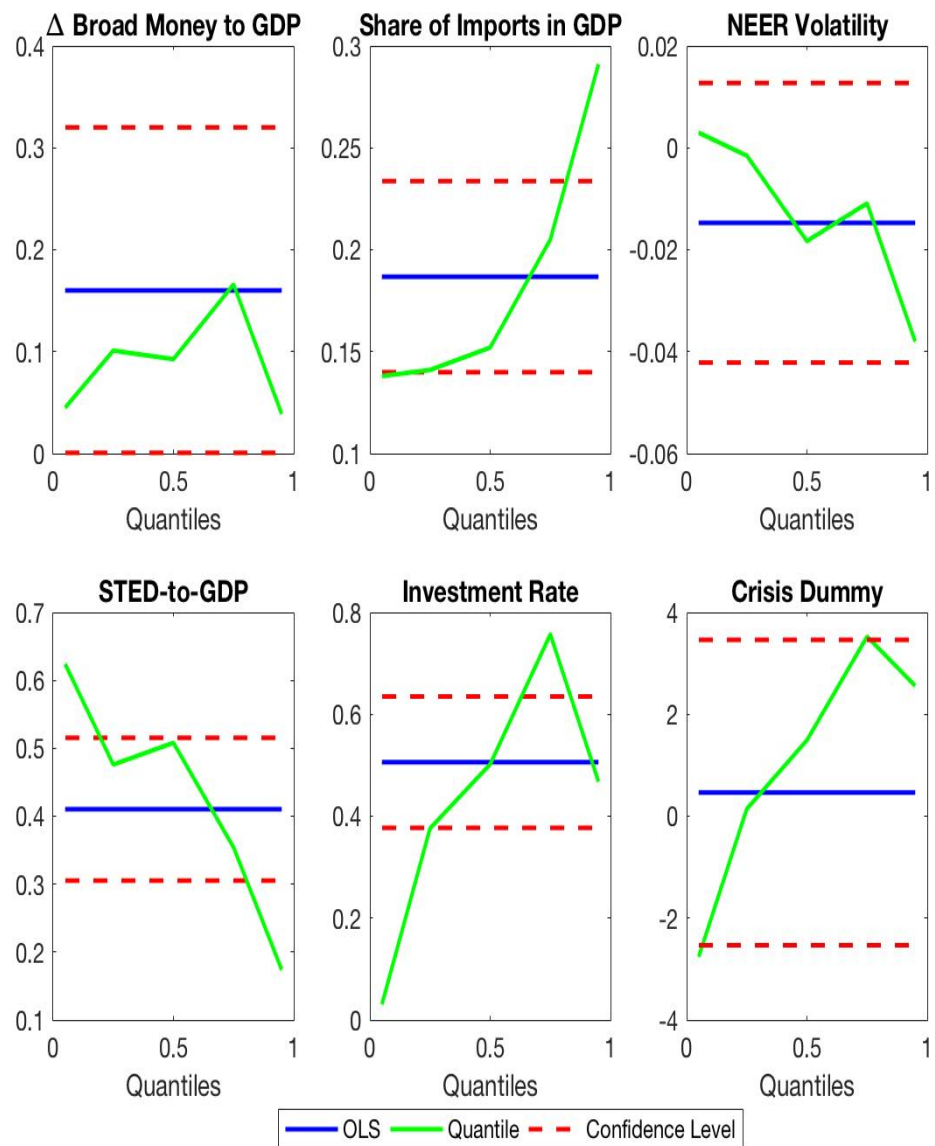 Δ Broad Money to GDP
0.4
0.3
0.2
0.1
0
0 0.5 1
Quantiles
Share of Imports in GDP
0.3
0.25
0.2
0.15
0.1
0 0.5 1
Quantiles
NEER Volatility
0.02
0
-0.02
-0.04
-0.06
0 0.5 1
Quantiles
STED-to-GDP
0.7
0.6
0.5
0.4
0.3
0.2
0.1
0 0.5 1
Quantiles
Investment Rate
0.8
0.6
0.4
0.2
0
0 0.5 1
Quantiles
Crisis Dummy
4
2
0
-2
-4
0 0.5 1
Quantiles
OLS Quantile Confidence Level